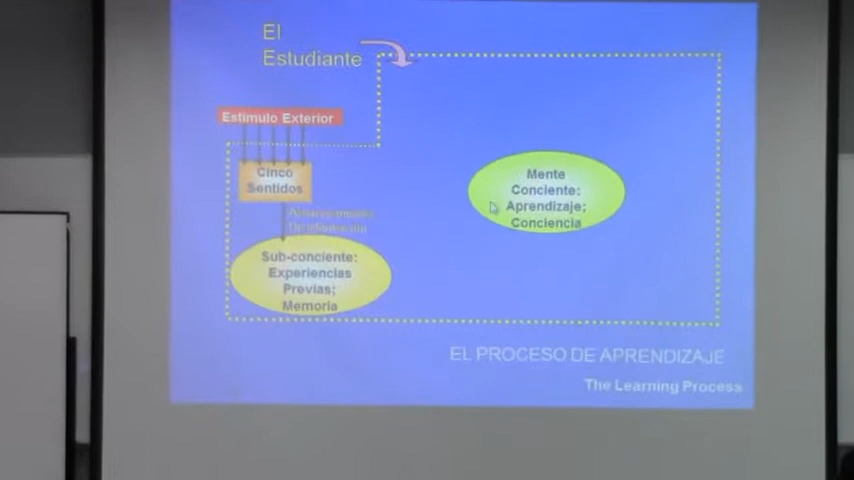 El
Estudiante
Estimulo Exterior
Cinco
Sentidos
Sub-conciente:
Experiencias
Previas;
Memoria
Mente
Conciente:
Aprendizaje;
Conciencia
EL PROCESO DE APRENDIZAJE
The Learning Process